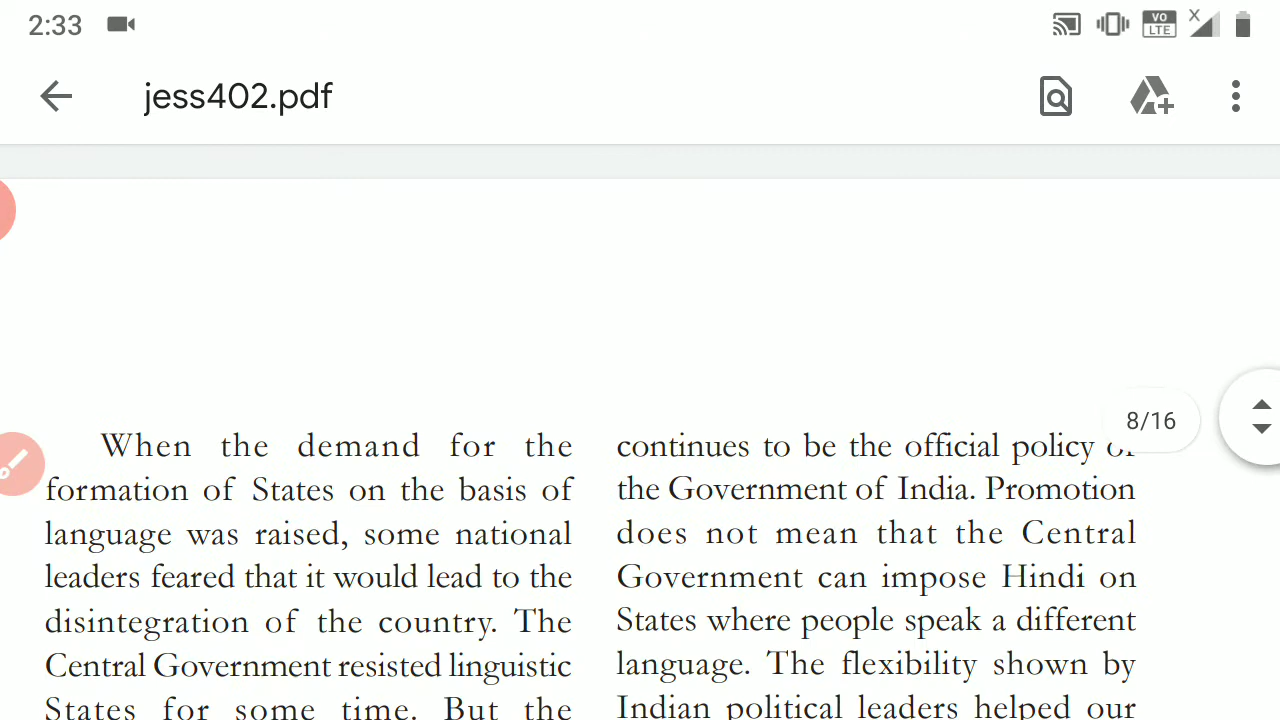 2:33
VO
LTE
X
jess402.pdf
8/16
When the demand for the
formation of States on the basis of
language was raised, some national
leaders feared that it would lead to the
disintegration of the country. The
Central Government resisted linguistic
States for some time. But the
continues to be the official policy of
the Government of India. Promotion
does not mean that the Central
Government can impose Hindi on
States where people speak a different
language. The flexibility shown by
Indian political leaders helped our